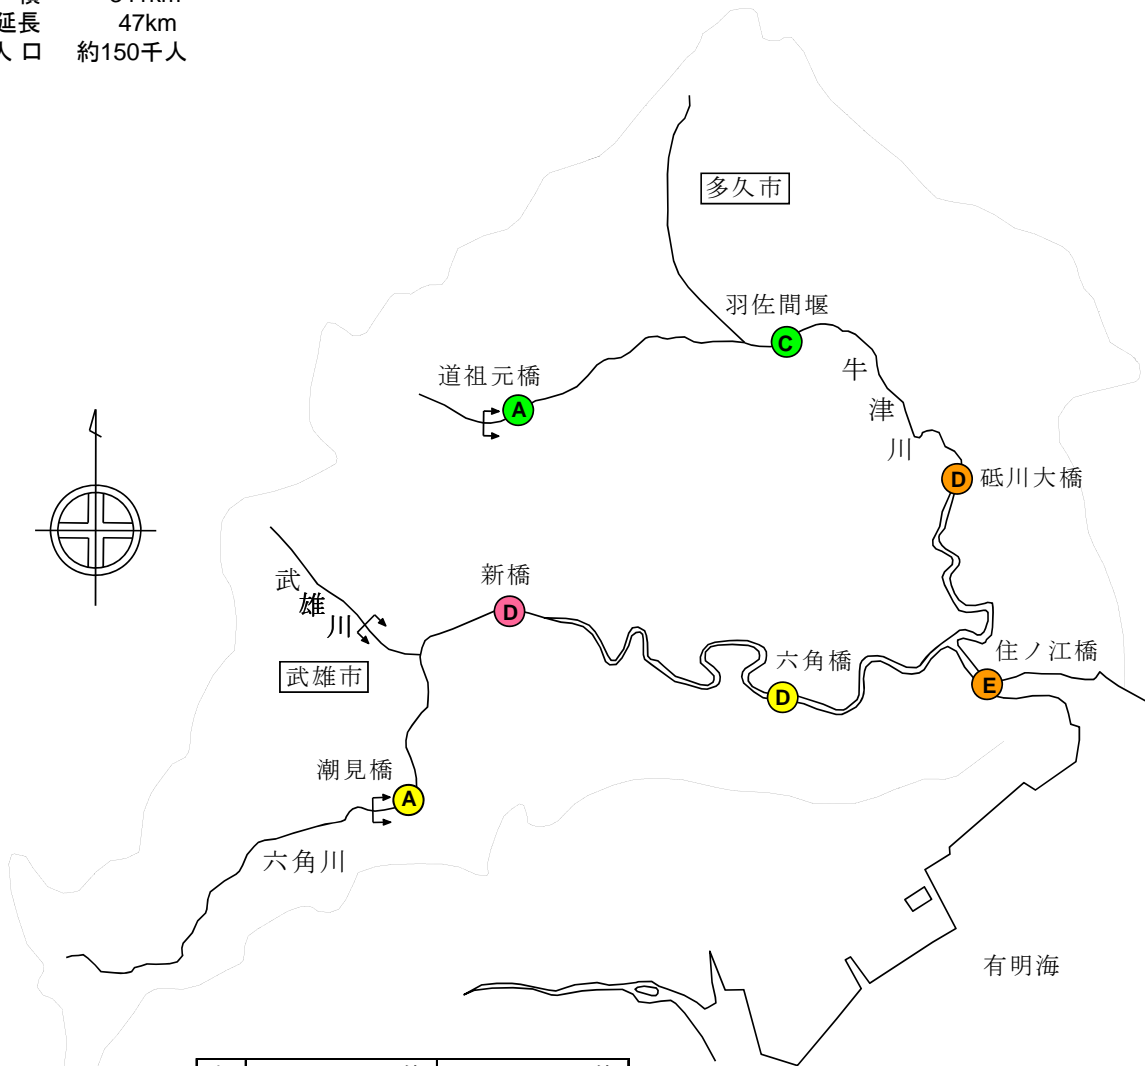 延長 47km
人 口 約150千人
多久市
羽佐間堰
C
道祖元橋
A
牛津川
D
砥川大橋
武雄川
新橋
D
武雄市
六角橋
D
住ノ江橋
E
潮見橋
A
六角川
有明海